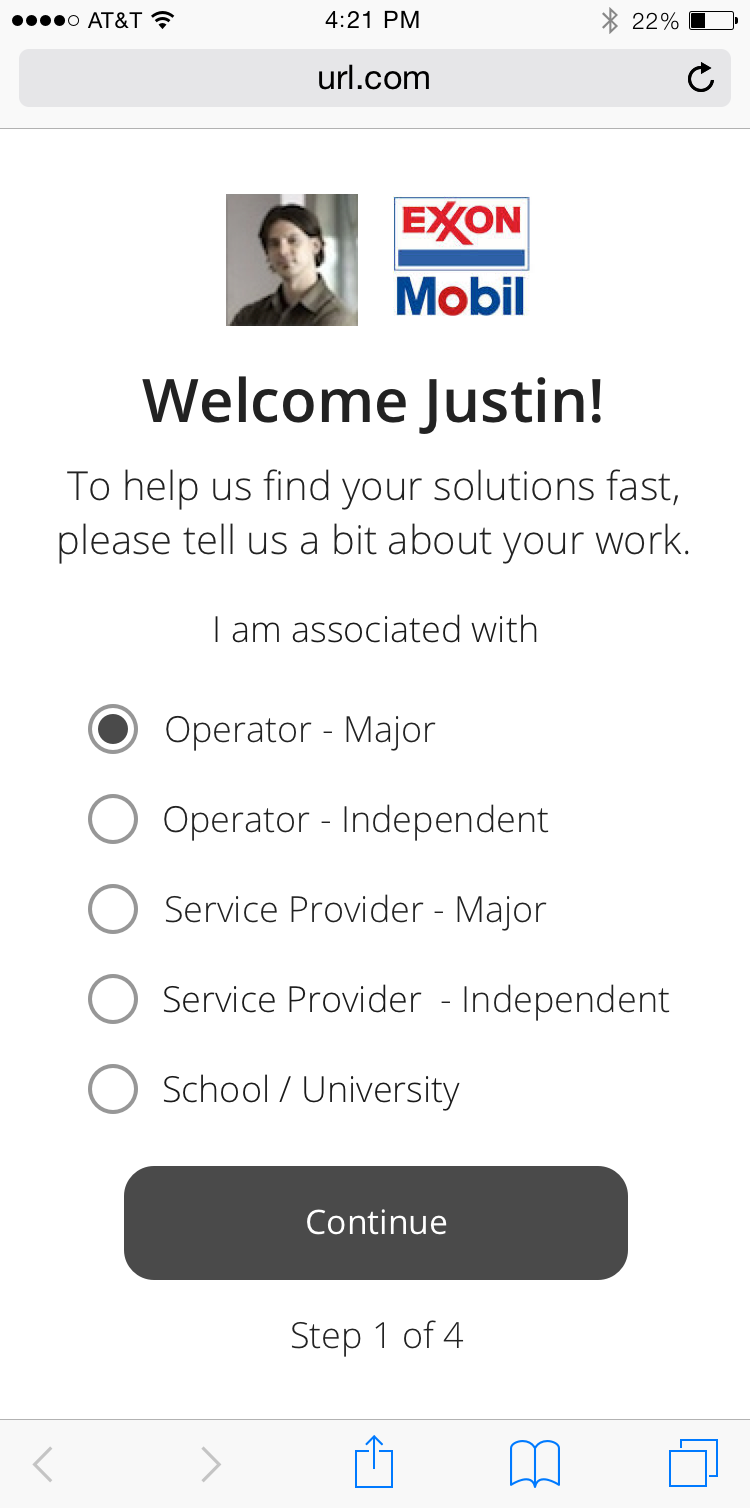 AT&T 4:21 PM 22%
url.com
EXXON
Mobil
Welcome Justin!
To help us find your solutions fast,
please tell us a bit about your work.
I am associated with
Operator - Major
Operator - Independent
Service Provider - Major
Service Provider  - Independent
School / University
Continue
Step 1 of 4